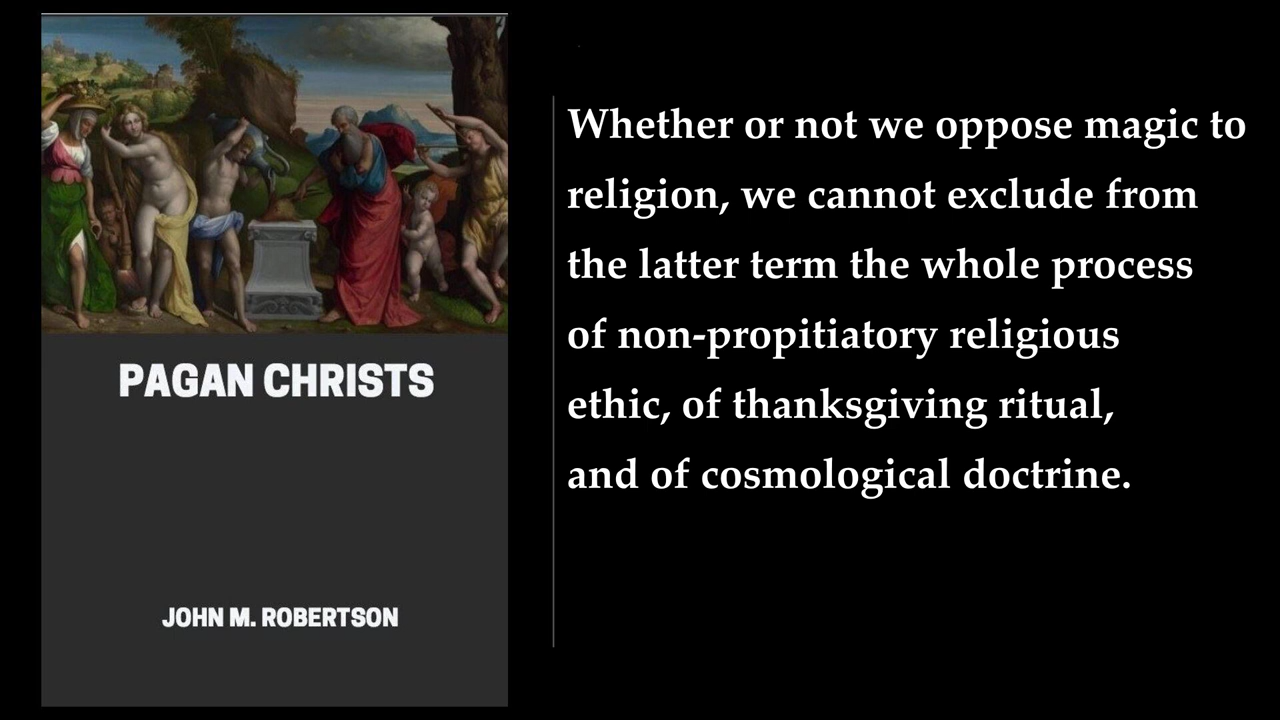 PAGAN CHRISTS
JOHN M. ROBERTSON
Whether or not we oppose magic to
religion, we cannot exclude from
the latter term the whole process
of non-propitiatory religious
ethic, of thanksgiving ritual,
and of cosmological doctrine.